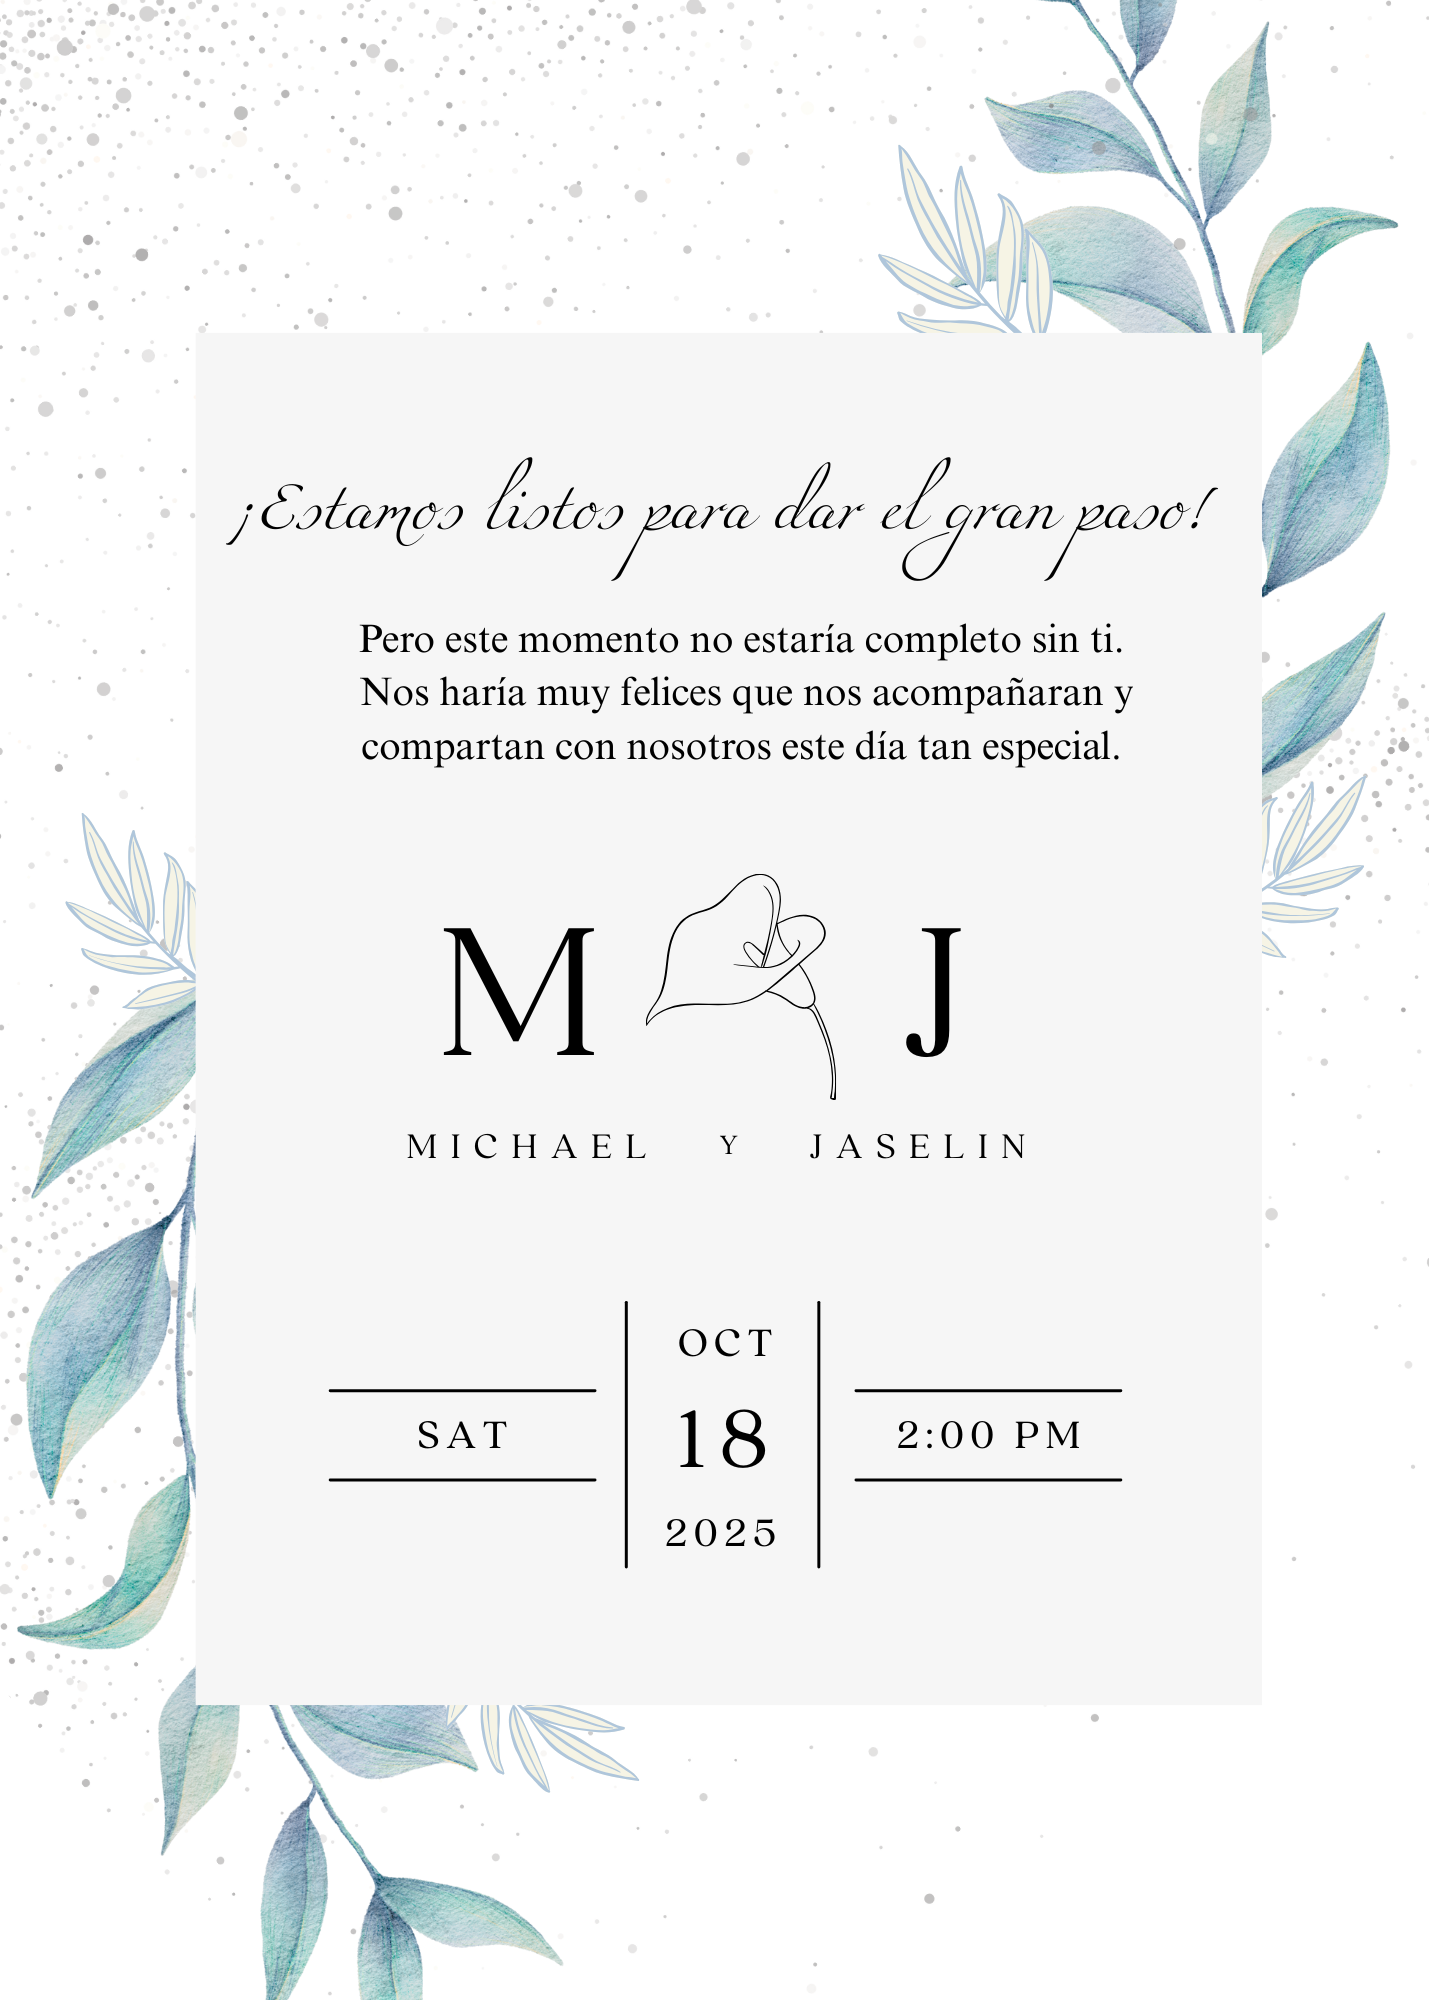 ¡Estamos listos para dar el gran paso!
Pero este momento no estaría completo sin ti.
Nos haría muy felices que nos acompañaran y
compartan con nosotros este día tan especial.
M J
MICHAEL Y JASELIN
OCT
SAT 18 2:00 PM
2025